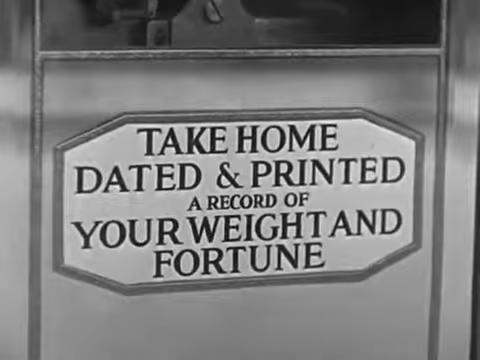 TAKE HOME
DATED & PRINTED
A RECORD OF
YOUR WEIGHT AND
FORTUNE